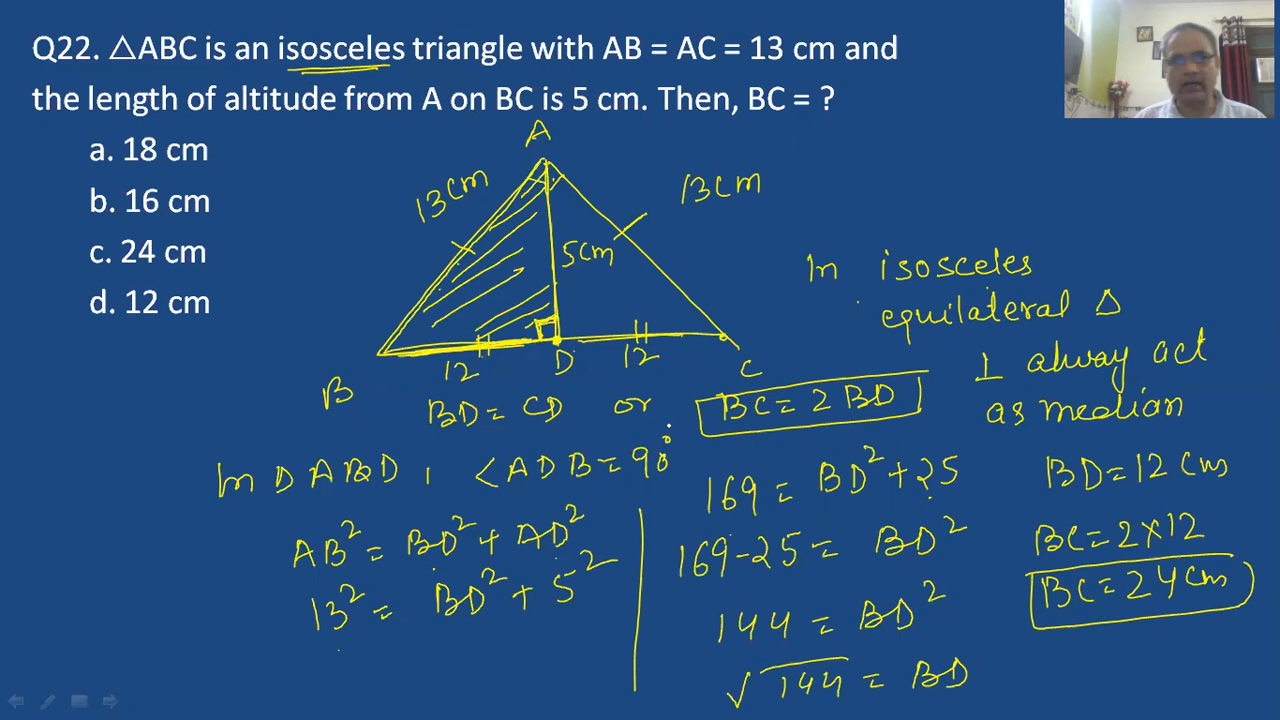 Q22. △ABC is an isosceles triangle with AB = AC = 13 cm and
the length of altitude from A on BC is 5 cm. Then, BC = ?
a. 18 cm
b. 16 cm
c. 24 cm
d. 12 cm
A
13cm
13cm
5cm
12
D
12
C
B
In isosceles
equilateral △
⊥ alway act
as median
BD = CD or BC = 2 BD
In △ ABD , <ADB = 90°
AB² = BD² + AD²
13² = BD² + 5²
169 = BD² + 25
169-25 = BD²
144 = BD²
√144 = BD
BD = 12 cm
BC = 2×12
BC = 24cm